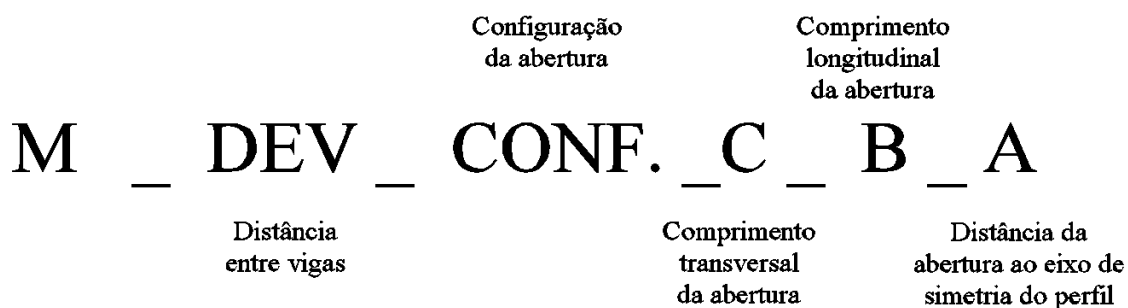 Configuração
da abertura
Comprimento
longitudinal
da abertura
M _ DEV _ CONF. _ C _ B _ A
Distância
entre vigas
Comprimento
transversal
da abertura
Distância da
abertura ao eixo de
simetria do perfil